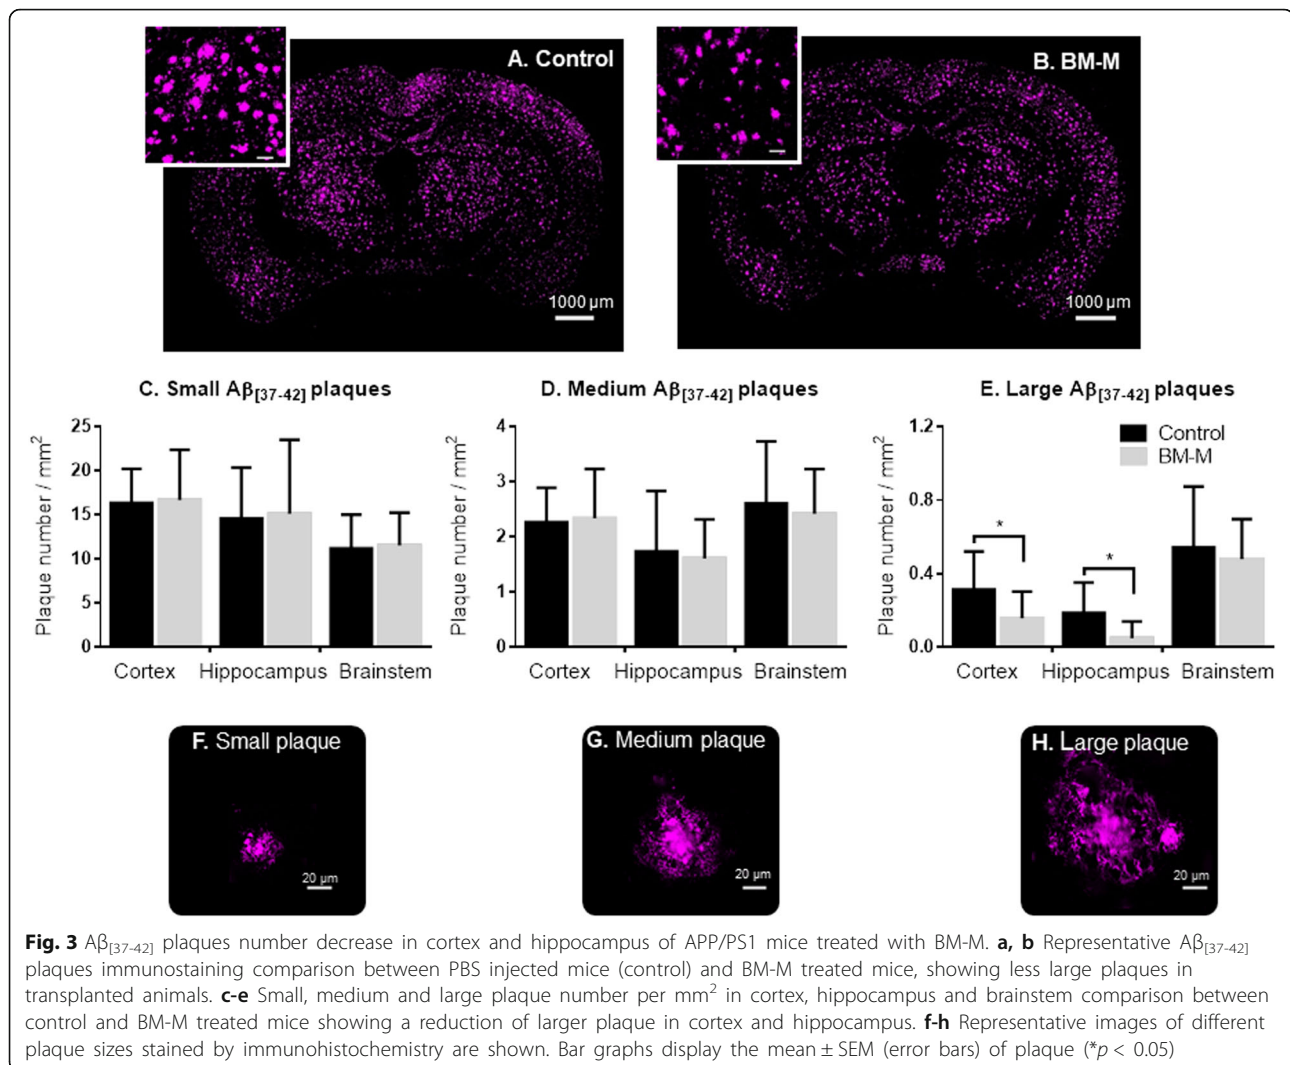 A. Control
B. BM-M
1000 µm
1000 µm
C. Small Aβ[37-42] plaques
Plaque number / mm²
25
20
15
10
5
0
Cortex Hippocampus Brainstem
D. Medium Aβ[37-42] plaques
Plaque number / mm²
4
3
2
1
0
Cortex Hippocampus Brainstem
E. Large Aβ[37-42] plaques
Plaque number / mm²
1.2
0.8
0.4
0.0
Control
BM-M
*
*
Cortex Hippocampus Brainstem
F. Small plaque
20 µm
G. Medium plaque
20 µm
H. Large plaque
20 µm
Fig. 3 Aβ[37-42] plaques number decrease in cortex and hippocampus of APP/PS1 mice treated with BM-M. a, b Representative Aβ[37-42]
plaques immunostaining comparison between PBS injected mice (control) and BM-M treated mice, showing less large plaques in
transplanted animals. c-e Small, medium and large plaque number per mm² in cortex, hippocampus and brainstem comparison between
control and BM-M treated mice showing a reduction of larger plaque in cortex and hippocampus. f-h Representative images of different
plaque sizes stained by immunohistochemistry are shown. Bar graphs display the mean ± SEM (error bars) of plaque (*p < 0.05)